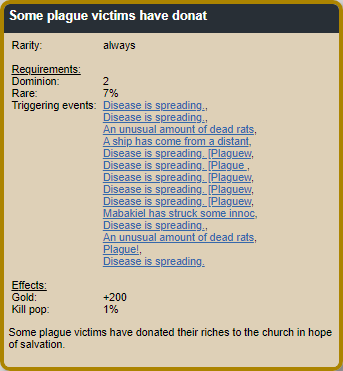 Some plague victims have donat
Rarity: always
Requirements:
Dominion: 2
Rare: 7%
Triggering events: Disease is spreading.,
Disease is spreading.,
An unusual amount of dead rats,
A ship has come from a distant,
Disease is spreading. [Plaguew,
Disease is spreading. [Plague ,
Disease is spreading. [Plaguew,
Disease is spreading. [Plaguew,
Disease is spreading. [Plaguew,
Mabakiel has struck some innoc,
Disease is spreading.,
An unusual amount of dead rats,
Plague!,
Disease is spreading.
Effects:
Gold: +200
Kill pop: 1%
Some plague victims have donated their riches to the church in hope
of salvation.